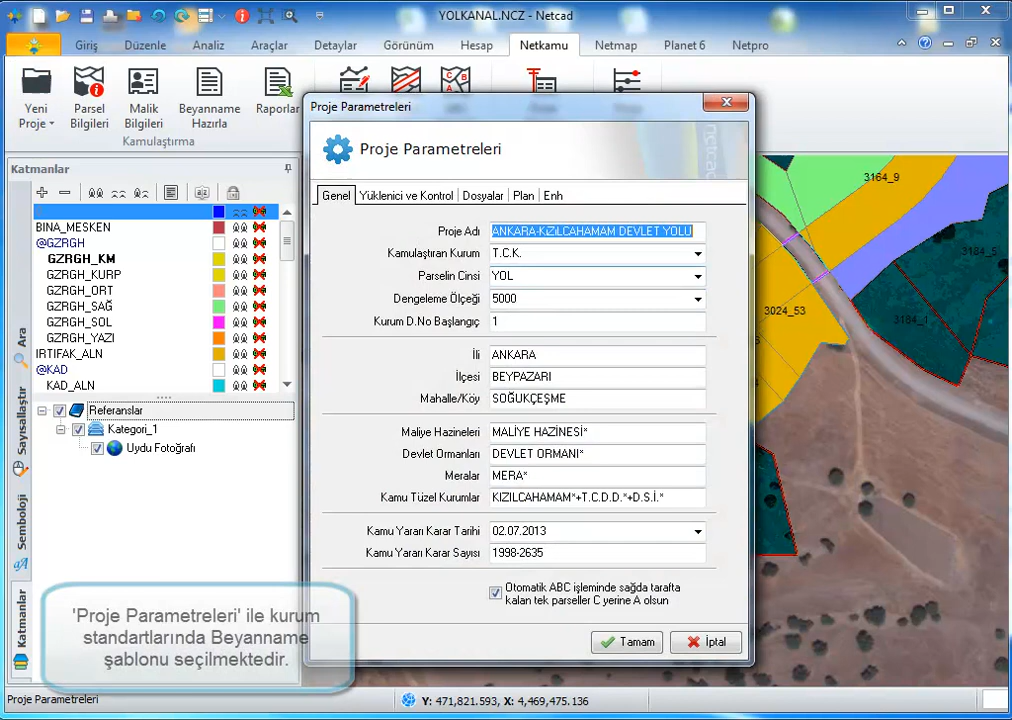 YOLKANAL.NCZ - Netcad
Giriş Düzenle Analiz Araçlar Detaylar Görünüm Hesap Netkamu Netmap Planet 6 Netpro
Yeni Proje
Parsel Bilgileri
Malik Bilgileri
Beyanname Hazırla
Raporlar
Kamulaştırma
Katmanlar
BINA_MESKEN
@GZRGH
GZRGH_KM
GZRGH_KURP
GZRGH_ORT
GZRGH_SAĞ
GZRGH_SOL
GZRGH_YAZI
IRTIFAK_ALN
@KAD
KAD_ALN
Referanslar
Kategori_1
Uydu Fotoğrafı
Ara
Sayısallaştır
Semboloji
Katmanlar
Proje Parametreleri
Proje Parametreleri
Genel Yüklenici ve Kontrol Dosyalar Plan Enh
Proje Adı ANKARA-KIZILCAHAMAM DEVLET YOLU
Kamulaştıran Kurum T.C.K.
Parselin Cinsi YOL
Dengeleme Ölçeği 5000
Kurum D.No Başlangıç 1
İli ANKARA
İlçesi BEYPAZARI
Mahalle/Köy SOĞUKÇEŞME
Maliye Hazineleri MALİYE HAZİNESİ*
Devlet Ormanları DEVLET ORMANI*
Meralar MERA*
Kamu Tüzel Kurumlar KIZILCAHAMAM*+T.C.D.D.*+D.S.İ.*
Kamu Yararı Karar Tarihi 02.07.2013
Kamu Yararı Karar Sayısı 1998-2635
Otomatik ABC işleminde sağda tarafta
kalan tek parseller C yerine A olsun
Tamam İptal
3164_9
3184_5
3024_53
3184_1
'Proje Parametreleri' ile kurum
standartlarında Beyanname
şablonu seçilmektedir.
Proje Parametreleri
Y: 471,821.593, X: 4,469,475.136